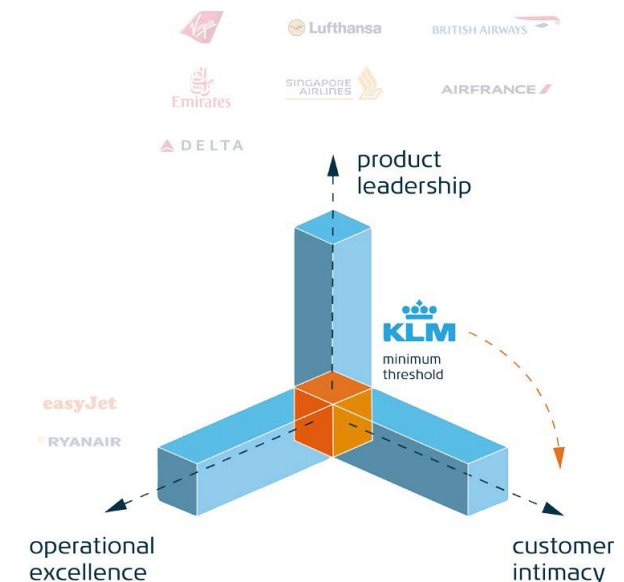 Virgin
Lufthansa
BRITISH AIRWAYS
Emirates
SINGAPORE
AIRLINES
AIRFRANCE
DELTA
product
leadership
KLM
minimum
threshold
easyJet
RYANAIR
operational
excellence
customer
intimacy